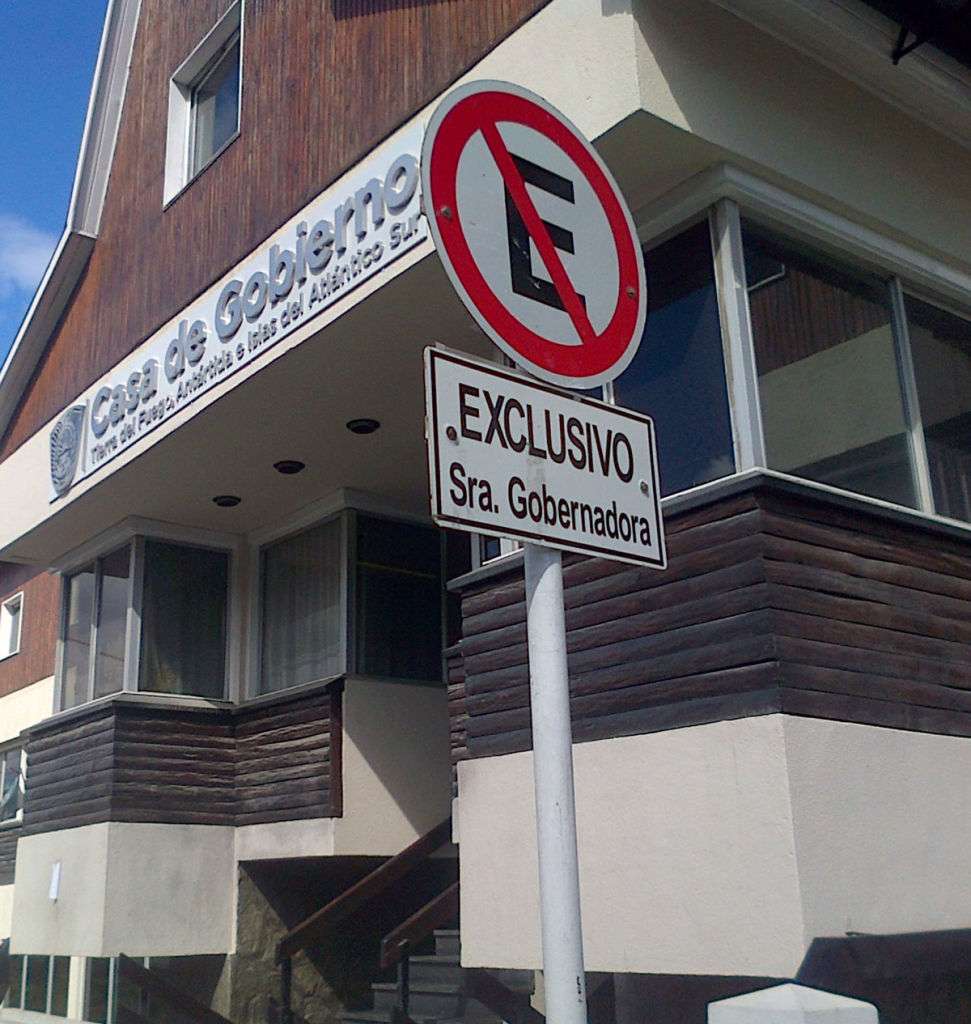 Casa de Gobierno
Tierra del Fuego, Antártida e Islas del Atlántico Sur
E
EXCLUSIVO
Sra. Gobernadora